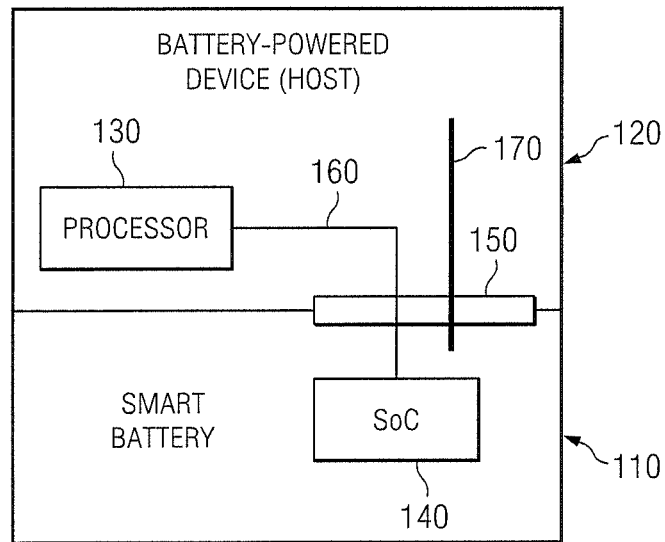 BATTERY-POWERED
DEVICE (HOST)
130
170
120
160
PROCESSOR
150
SMART
BATTERY
SoC
110
140